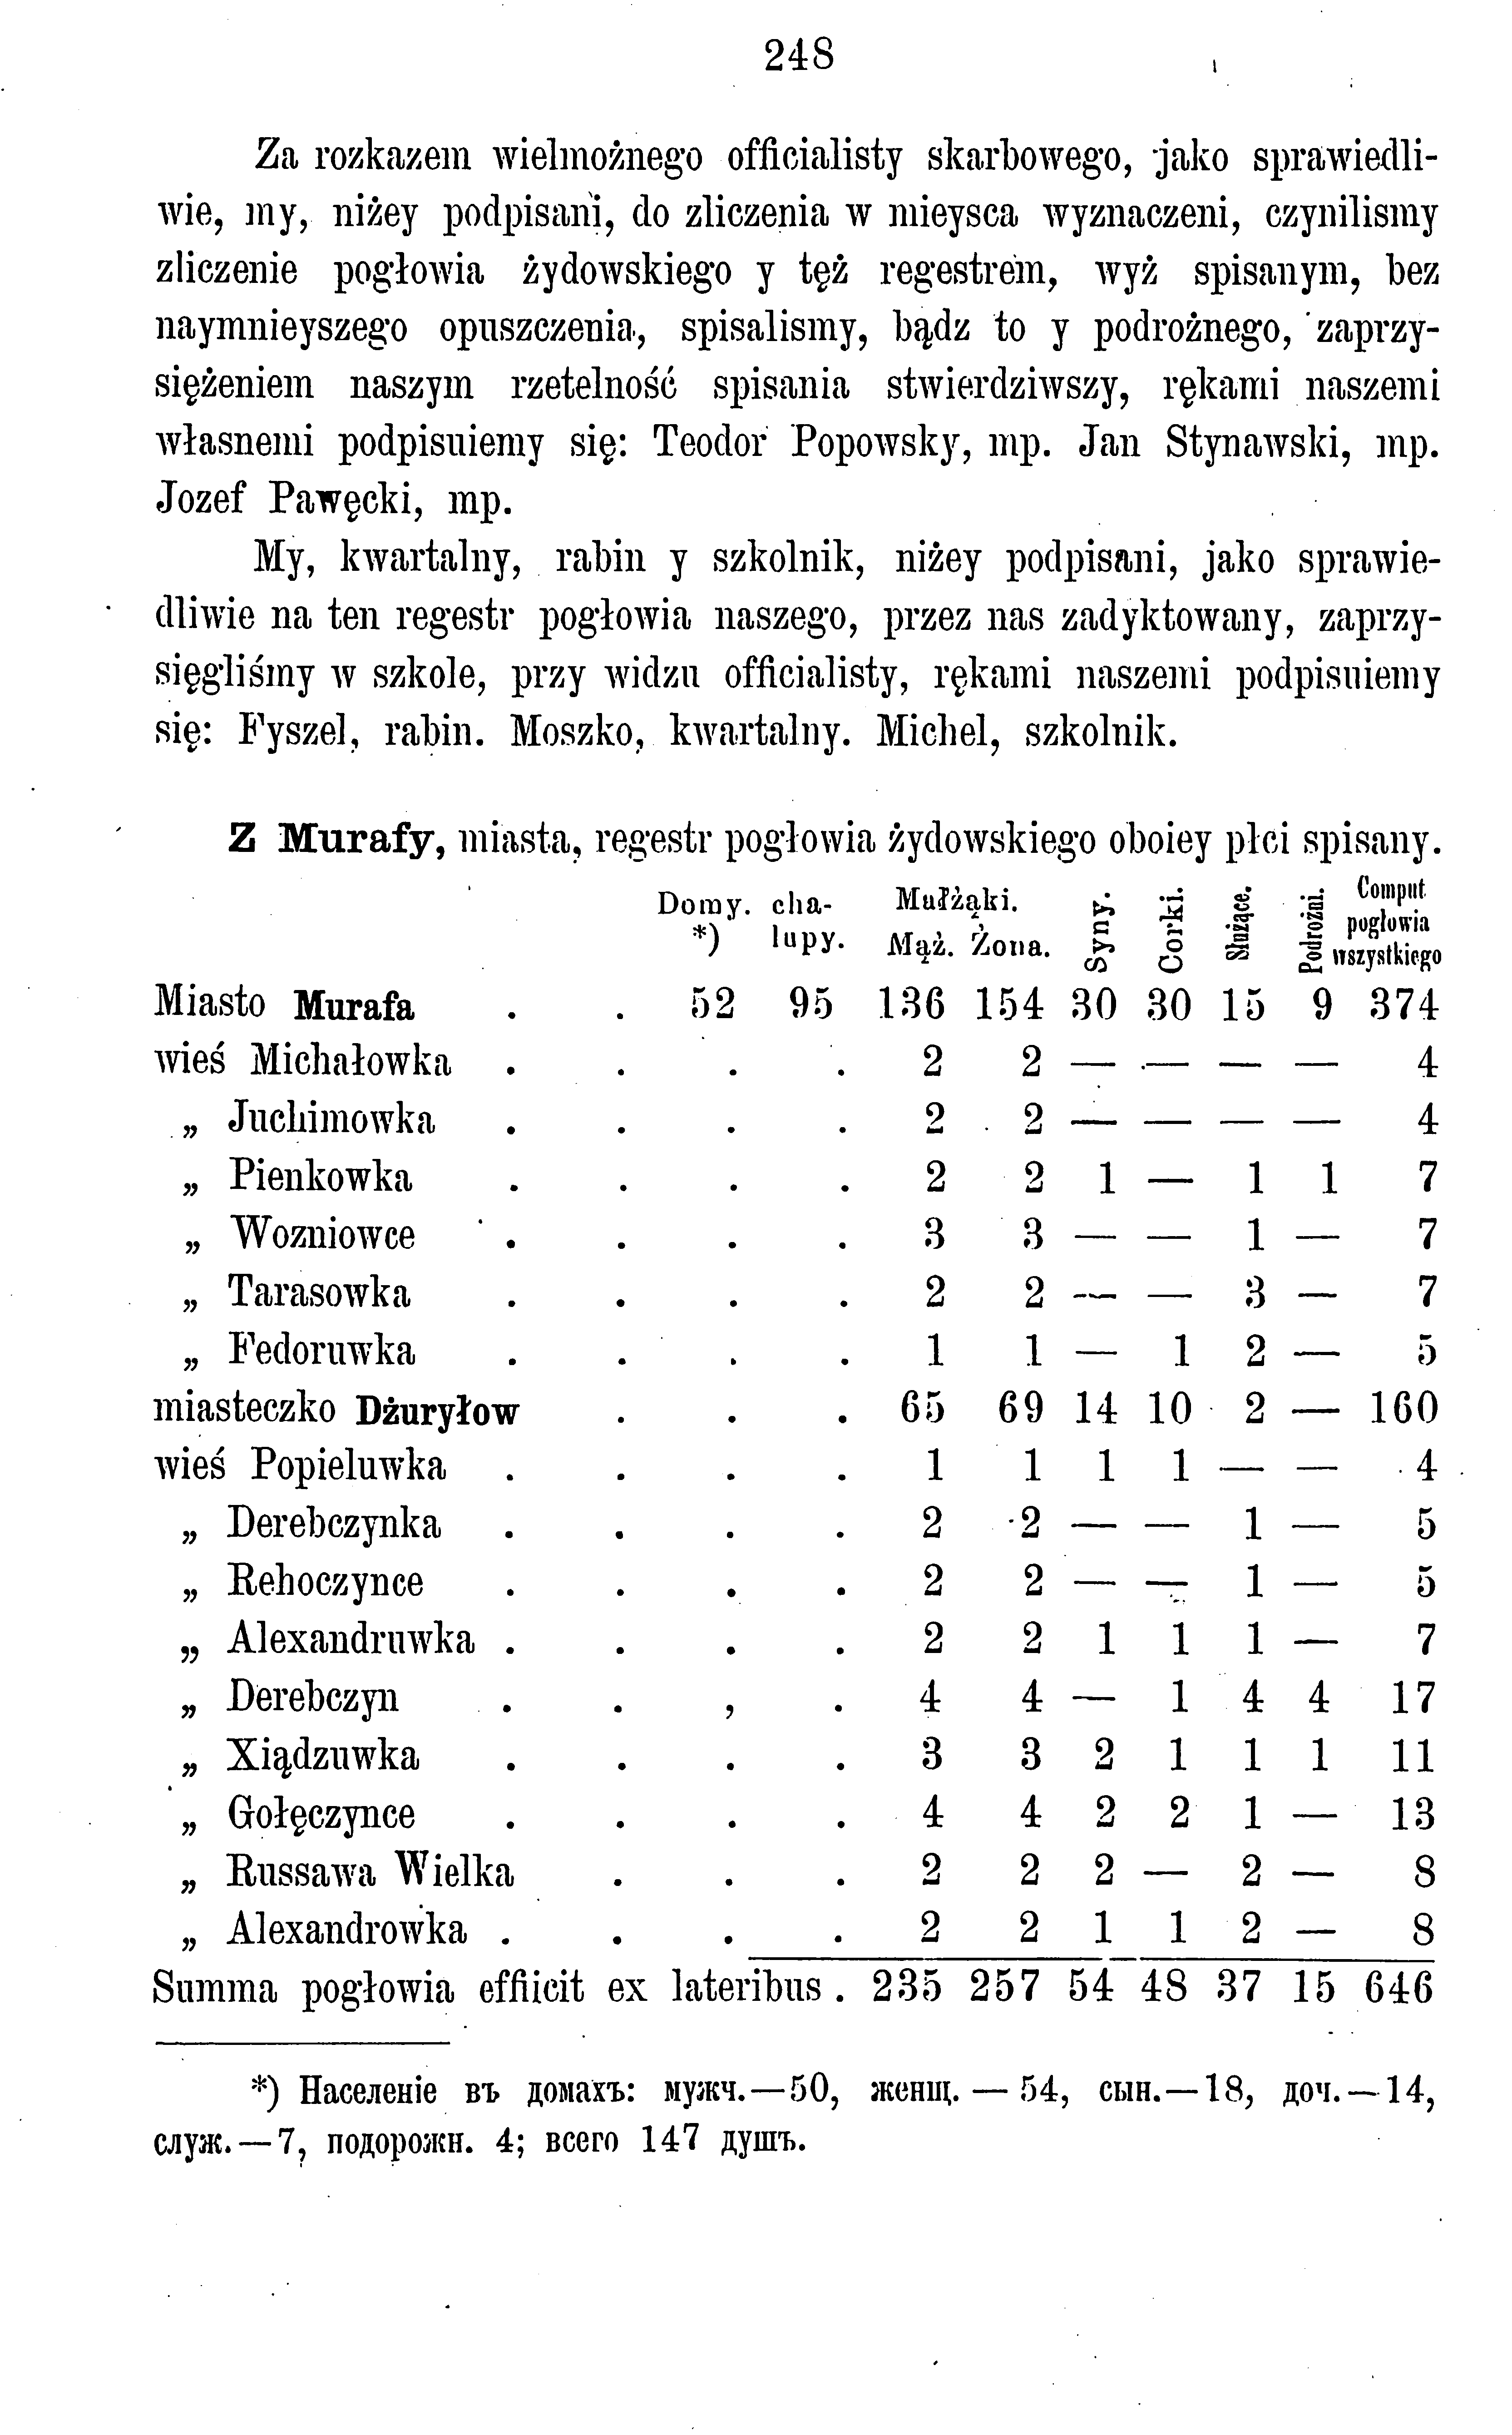 248
Za rozkazem wielmożnego officialisty skarbowego, jako sprawiedli-
wie, my, niżey podpisani, do zliczenia w mieysca wyznaczeni, czynilismy
zliczenie pogłowia żydowskiego y tęż regestrem, wyż spisanym, bez
naymnieyszego opuszczenia, spisalismy, bądz to y podrożnego, zaprzy-
siężeniem naszym rzetelność spisania stwierdziwszy, rękami naszemi
własnemi podpisuiemy się: Teodor Popowsky, mp. Jan Stynawski, mp.
Jozef Pawęcki, mp.
My, kwartalny, rabin y szkolnik, niżey podpisani, jako sprawie-
dliwie na ten regestr pogłowia naszego, przez nas zadyktowany, zaprzy-
sięgliśmy w szkole, przy widzu officialisty, rękami naszemi podpisuiemy
się: Fyszel, rabin. Moszko, kwartalny. Michel, szkolnik.
Z Murafy, miasta, regestr pogłowia żydowskiego oboiey płci spisany.
Domy. *) cha-lupy. Małżąki. Mąż. Żona. Syny. Corki. Służące. Podrożni. Comput pogłowia wszystkiego
Miasto Murafa . . 52 95 136 154 30 30 15 9 374
wieś Michałowka . . . . 2 2 — — — — 4
„ Juchimowka . . . . 2 2 — — — — 4
„ Pienkowka . . . . 2 2 1 — 1 1 7
„ Wozniowce . . . . 3 3 — — 1 — 7
„ Tarasowka . . . . 2 2 — — 3 — 7
„ Fedoruwka . . . . 1 1 — 1 2 — 5
miasteczko Dżuryłow . . . 65 69 14 10 2 — 160
wieś Popieluwka . . . . 1 1 1 1 — — 4
„ Derebczynka . . . . 2 2 — — 1 — 5
„ Rehoczynce . . . . 2 2 — — 1 — 5
„ Alexandruwka . . . . 2 2 1 1 1 — 7
„ Derebczyn . . , . 4 4 — 1 4 4 17
„ Xiądzuwka . . . . 3 3 2 1 1 1 11
„ Gołęczynce . . . . 4 4 2 2 1 — 13
„ Russawa Wielka . . . 2 2 2 — 2 — 8
„ Alexandrowka . . . . 2 2 1 1 2 — 8
Summa pogłowia effiicit ex lateribus . 235 257 54 48 37 15 646
*) Населеніе въ домахъ: мужч.—50, женщ. — 54, сын.—18, доч.—14,
служ.—7, подорожн. 4; всего 147 душъ.